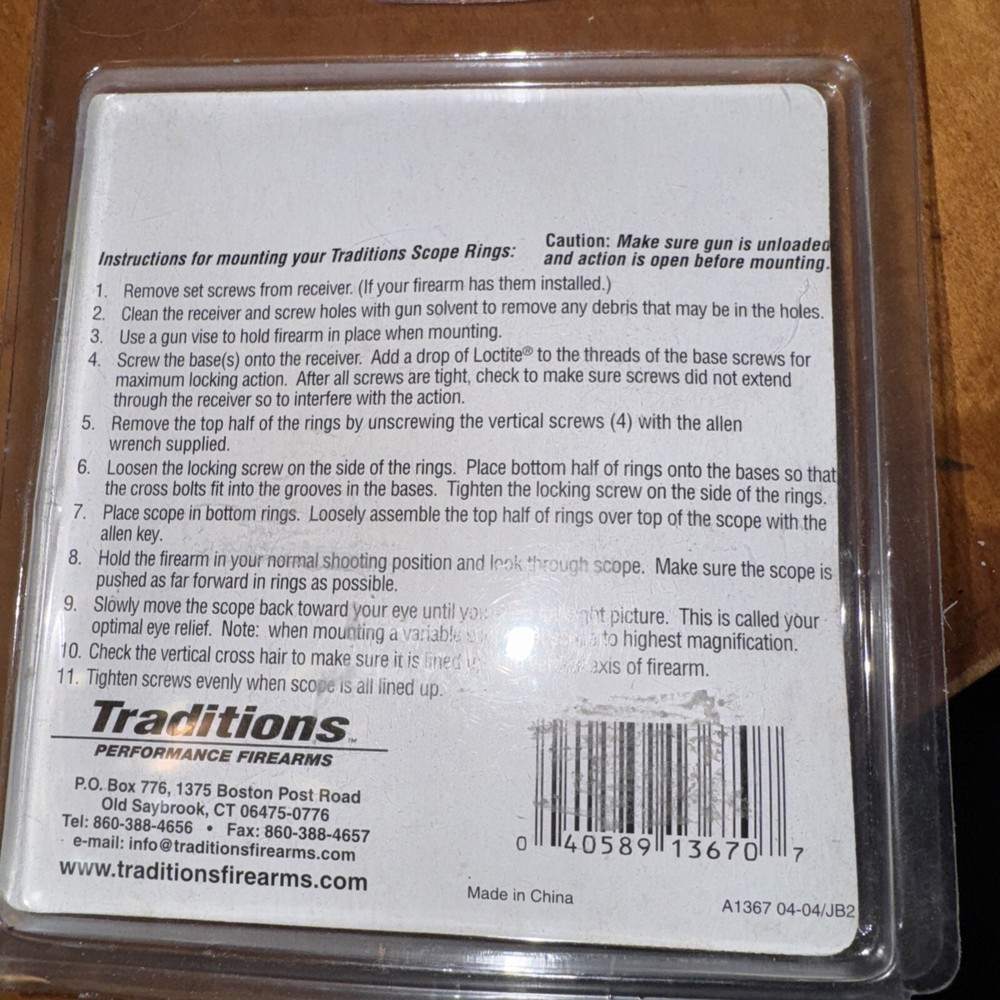 Instructions for mounting your Traditions Scope Rings:
Caution: Make sure gun is unloaded
and action is open before mounting.
1. Remove set screws from receiver. (If your firearm has them installed.)
2. Clean the receiver and screw holes with gun solvent to remove any debris that may be in the holes.
3. Use a gun vise to hold firearm in place when mounting.
4. Screw the base(s) onto the receiver. Add a drop of Loctite® to the threads of the base screws for
maximum locking action. After all screws are tight, check to make sure screws did not extend
through the receiver so to interfere with the action.
5. Remove the top half of the rings by unscrewing the vertical screws (4) with the allen
wrench supplied.
6. Loosen the locking screw on the side of the rings. Place bottom half of rings onto the bases so that
the cross bolts fit into the grooves in the bases. Tighten the locking screw on the side of the rings.
7. Place scope in bottom rings. Loosely assemble the top half of rings over top of the scope with the
allen key.
8. Hold the firearm in your normal shooting position and look through scope. Make sure the scope is
pushed as far forward in rings as possible.
9. Slowly move the scope back toward your eye until picture. This is called your
optimal eye relief. Note: when mounting a variable to highest magnification.
10. Check the vertical cross hair to make sure it is lined axis of firearm.
11. Tighten screws evenly when scope is all lined up.
Traditions™
PERFORMANCE FIREARMS
P.O. Box 776, 1375 Boston Post Road
Old Saybrook, CT 06475-0776
Tel: 860-388-4656 • Fax: 860-388-4657
e-mail: info@traditionsfirearms.com
www.traditionsfirearms.com
0 40589 13670 7
Made in China
A1367 04-04/JB2